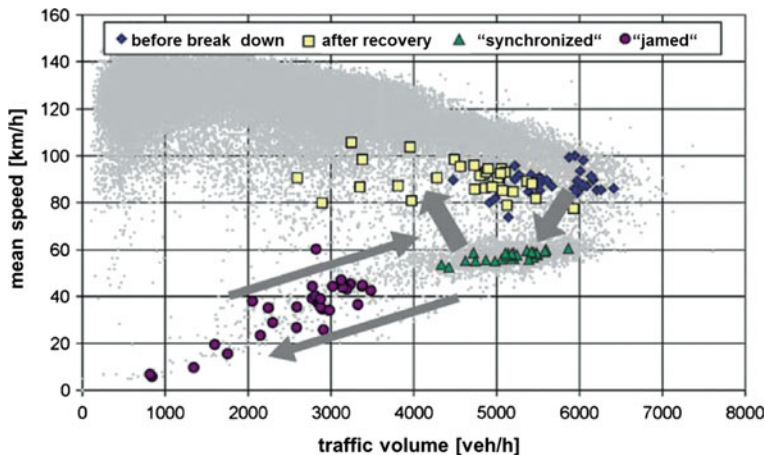 160
before break down after recovery "synchronized" "jamed"
140
120
100
80
60
40
20
0
mean speed [km/h]
0 1000 2000 3000 4000 5000 6000 7000 8000
traffic volume [veh/h]